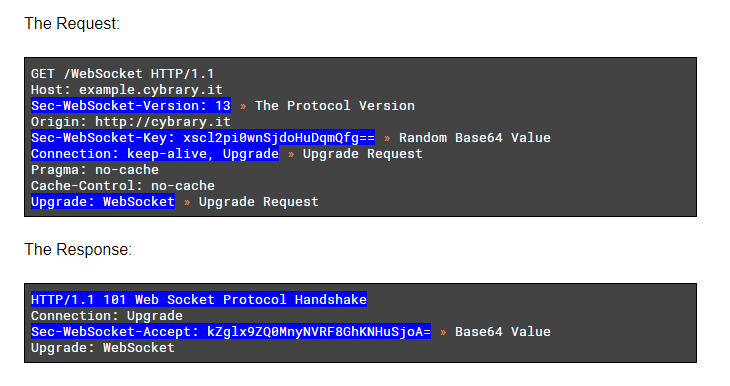 The Request:
GET /WebSocket HTTP/1.1
Host: example.cybrary.it
Sec-WebSocket-Version: 13 » The Protocol Version
Origin: http://cybrary.it
Sec-WebSocket-Key: xscl2pi0wnSjdoHuDqmQfg== » Random Base64 Value
Connection: keep-alive, Upgrade » Upgrade Request
Pragma: no-cache
Cache-Control: no-cache
Upgrade: WebSocket » Upgrade Request
The Response:
HTTP/1.1 101 Web Socket Protocol Handshake
Connection: Upgrade
Sec-WebSocket-Accept: kZglx9ZQ0MnyNVRF8GhKNHuSjoA= » Base64 Value
Upgrade: WebSocket